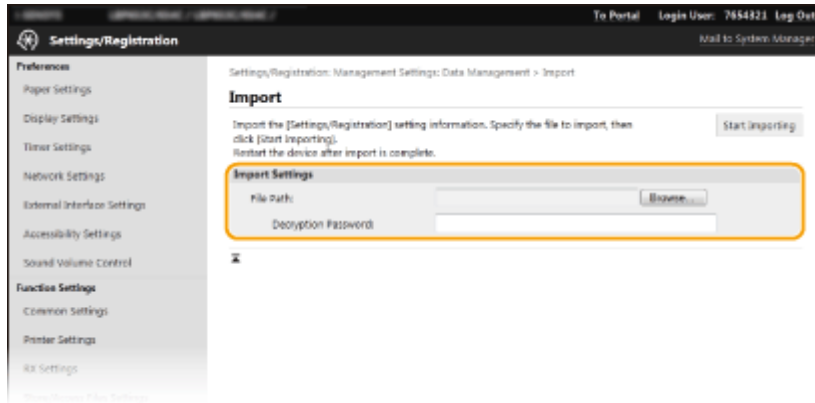 To Portal Login User: 7654321 Log Out
Settings/Registration
Mail to System Manager
Preferences
Paper Settings
Display Settings
Timer Settings
Network Settings
External Interface Settings
Accessibility Settings
Sound Volume Control
Function Settings
Common Settings
Printer Settings
RX Settings
Settings/Registration: Management Settings: Data Management > Import
Import
Import the [Settings/Registration] setting information. Specify the file to import, then
click [Start Importing].
Restart the device after import is complete.
Start Importing
Import Settings
File Path:
Browse...
Decryption Password: